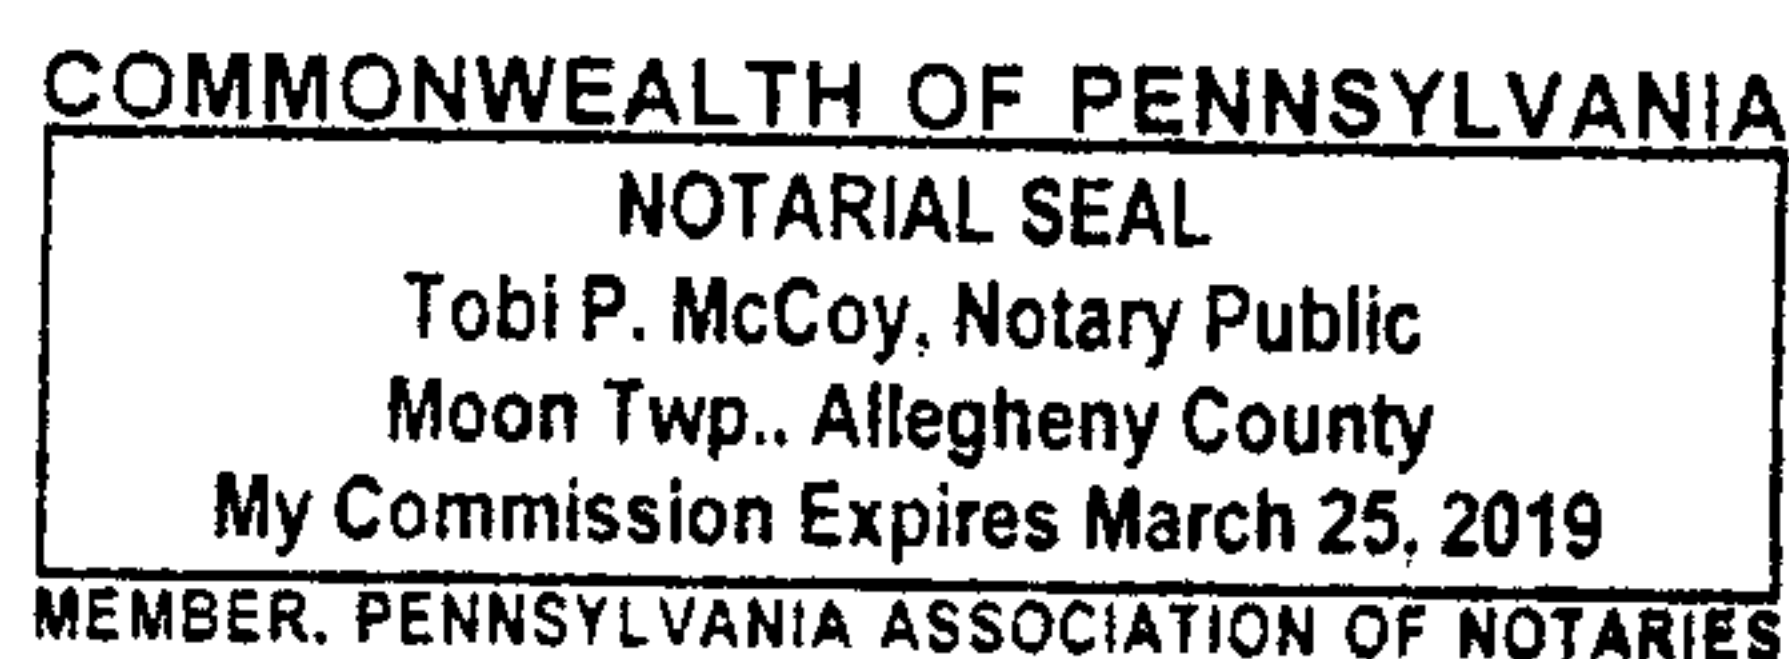 COMMONWEALTH OF PENNSYLVANIA
NOTARIAL SEAL
Tobi P. McCoy, Notary Public
Moon Twp., Allegheny County
My Commission Expires March 25, 2019
MEMBER, PENNSYLVANIA ASSOCIATION OF NOTARIES